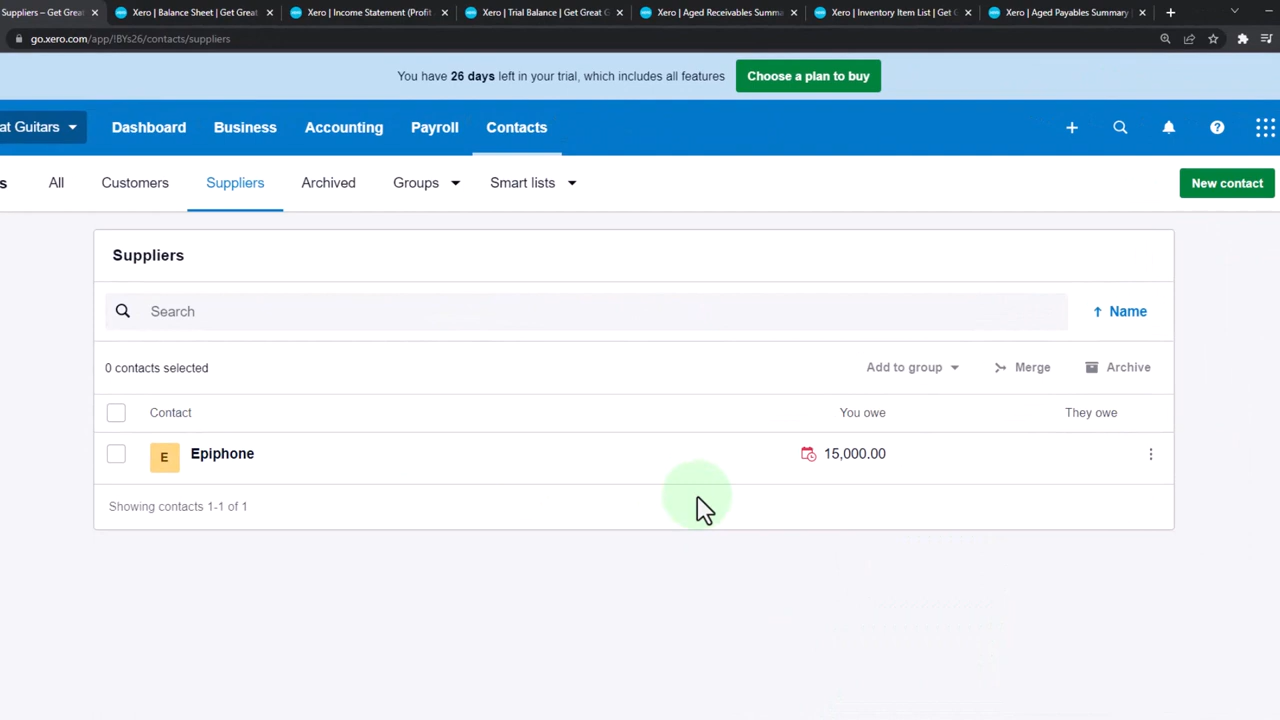 Suppliers – Get Great Xero | Balance Sheet | Get Great Xero | Income Statement (Profit Xero | Trial Balance | Get Great G Xero | Aged Receivables Summa Xero | Inventory Item List | Get G Xero | Aged Payables Summary |
go.xero.com/app/!BYs26/contacts/suppliers
You have 26 days left in your trial, which includes all features Choose a plan to buy
at Guitars Dashboard Business Accounting Payroll Contacts
s All Customers Suppliers Archived Groups Smart lists New contact
Suppliers
Search Name
0 contacts selected Add to group Merge Archive
Contact You owe They owe
E Epiphone 15,000.00
Showing contacts 1-1 of 1